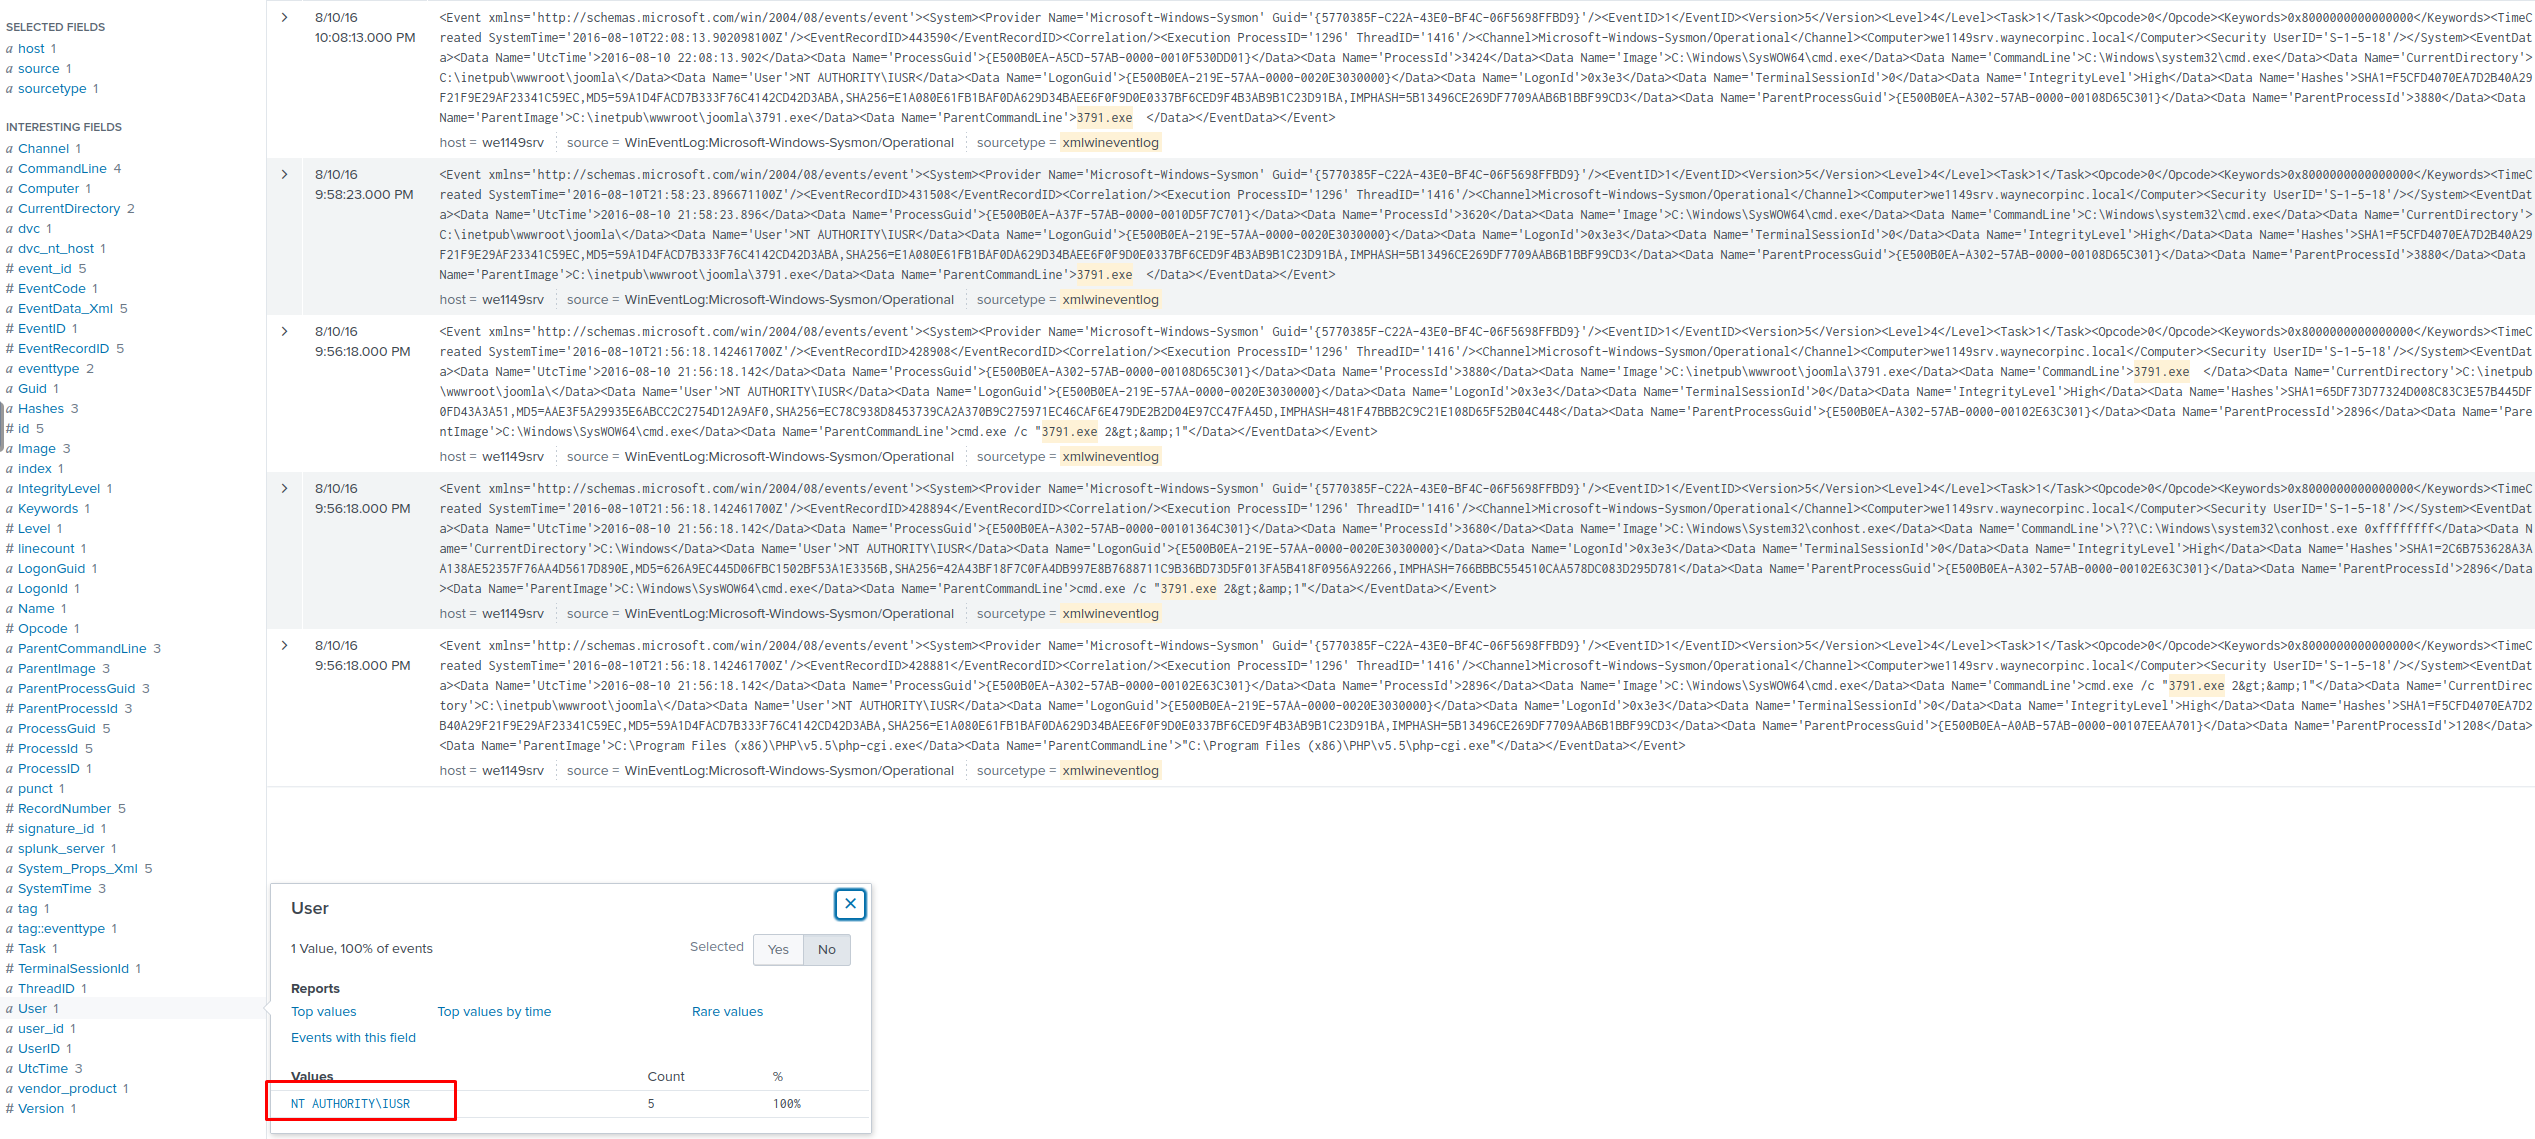 SELECTED FIELDS
a host 1
a source 1
a sourcetype 1
INTERESTING FIELDS
a Channel 1
a CommandLine 4
a Computer 1
a CurrentDirectory 2
a dvc 1
a dvc_nt_host 1
# event_id 5
# EventCode 1
a EventData_Xml 5
# EventID 1
# EventRecordID 5
a eventtype 2
a Guid 1
a Hashes 3
# id 5
a Image 3
a index 1
a IntegrityLevel 1
a Keywords 1
# Level 1
# linecount 1
a LogonGuid 1
a LogonId 1
a Name 1
# Opcode 1
a ParentCommandLine 3
a ParentImage 3
a ParentProcessGuid 3
# ParentProcessId 3
a ProcessGuid 5
# ProcessId 5
a ProcessID 1
a punct 1
# RecordNumber 5
# signature_id 1
a splunk_server 1
a System_Props_Xml 5
a SystemTime 3
a tag 1
a tag::eventtype 1
# Task 1
# TerminalSessionId 1
a ThreadID 1
a User 1
a user_id 1
a UserID 1
a UtcTime 3
a vendor_product 1
# Version 1
8/10/16
10:08:13.000 PM
<Event xmlns='http://schemas.microsoft.com/win/2004/08/events/event'><System><Provider Name='Microsoft-Windows-Sysmon' Guid='{5770385F-C22A-43E0-BF4C-06F5698FFBD9}'/><EventID>1</EventID><Version>5</Version><Level>4</Level><Task>1</Task><Opcode>0</Opcode><Keywords>0x8000000000000000</Keywords><TimeC
reated SystemTime='2016-08-10T22:08:13.902098100Z'/><EventRecordID>443590</EventRecordID><Correlation/><Execution ProcessID='1296' ThreadID='1416'/><Channel>Microsoft-Windows-Sysmon/Operational</Channel><Computer>we1149srv.waynecorpinc.local</Computer><Security UserID='S-1-5-18'/></System><EventDat
a><Data Name='UtcTime'>2016-08-10 22:08:13.902</Data><Data Name='ProcessGuid'>{E500B0EA-A5CD-57AB-0000-0010F530DD01}</Data><Data Name='ProcessId'>3424</Data><Data Name='Image'>C:\Windows\SysWOW64\cmd.exe</Data><Data Name='CommandLine'>C:\Windows\system32\cmd.exe</Data><Data Name='CurrentDirectory'>
C:\inetpub\wwwroot\joomla\</Data><Data Name='User'>NT AUTHORITY\IUSR</Data><Data Name='LogonGuid'>{E500B0EA-219E-57AA-0000-0020E3030000}</Data><Data Name='LogonId'>0x3e3</Data><Data Name='TerminalSessionId'>0</Data><Data Name='IntegrityLevel'>High</Data><Data Name='Hashes'>SHA1=F5CFD4070EA7D2B40A29
F21F9E29AF23341C59EC,MD5=59A1D4FACD7B333F76C4142CD42D3ABA,SHA256=E1A080E61FB1BAF0DA629D34BAEE6F0F9D0E0337BF6CED9F4B3AB9B1C23D91BA,IMPHASH=5B13496CE269DF7709AAB6B1BBF99CD3</Data><Data Name='ParentProcessGuid'>{E500B0EA-A302-57AB-0000-00108D65C301}</Data><Data Name='ParentProcessId'>3880</Data><Data
Name='ParentImage'>C:\inetpub\wwwroot\joomla\3791.exe</Data><Data Name='ParentCommandLine'>3791.exe </Data></EventData></Event>
host = we1149srv source = WinEventLog:Microsoft-Windows-Sysmon/Operational sourcetype = xmlwineventlog
8/10/16
9:58:23.000 PM
<Event xmlns='http://schemas.microsoft.com/win/2004/08/events/event'><System><Provider Name='Microsoft-Windows-Sysmon' Guid='{5770385F-C22A-43E0-BF4C-06F5698FFBD9}'/><EventID>1</EventID><Version>5</Version><Level>4</Level><Task>1</Task><Opcode>0</Opcode><Keywords>0x8000000000000000</Keywords><TimeC
reated SystemTime='2016-08-10T21:58:23.896671100Z'/><EventRecordID>431508</EventRecordID><Correlation/><Execution ProcessID='1296' ThreadID='1416'/><Channel>Microsoft-Windows-Sysmon/Operational</Channel><Computer>we1149srv.waynecorpinc.local</Computer><Security UserID='S-1-5-18'/></System><EventDat
a><Data Name='UtcTime'>2016-08-10 21:58:23.896</Data><Data Name='ProcessGuid'>{E500B0EA-A37F-57AB-0000-0010D5F7C701}</Data><Data Name='ProcessId'>3620</Data><Data Name='Image'>C:\Windows\SysWOW64\cmd.exe</Data><Data Name='CommandLine'>C:\Windows\system32\cmd.exe</Data><Data Name='CurrentDirectory'>
C:\inetpub\wwwroot\joomla\</Data><Data Name='User'>NT AUTHORITY\IUSR</Data><Data Name='LogonGuid'>{E500B0EA-219E-57AA-0000-0020E3030000}</Data><Data Name='LogonId'>0x3e3</Data><Data Name='TerminalSessionId'>0</Data><Data Name='IntegrityLevel'>High</Data><Data Name='Hashes'>SHA1=F5CFD4070EA7D2B40A29
F21F9E29AF23341C59EC,MD5=59A1D4FACD7B333F76C4142CD42D3ABA,SHA256=E1A080E61FB1BAF0DA629D34BAEE6F0F9D0E0337BF6CED9F4B3AB9B1C23D91BA,IMPHASH=5B13496CE269DF7709AAB6B1BBF99CD3</Data><Data Name='ParentProcessGuid'>{E500B0EA-A302-57AB-0000-00108D65C301}</Data><Data Name='ParentProcessId'>3880</Data><Data
Name='ParentImage'>C:\inetpub\wwwroot\joomla\3791.exe</Data><Data Name='ParentCommandLine'>3791.exe </Data></EventData></Event>
host = we1149srv source = WinEventLog:Microsoft-Windows-Sysmon/Operational sourcetype = xmlwineventlog
8/10/16
9:56:18.000 PM
<Event xmlns='http://schemas.microsoft.com/win/2004/08/events/event'><System><Provider Name='Microsoft-Windows-Sysmon' Guid='{5770385F-C22A-43E0-BF4C-06F5698FFBD9}'/><EventID>1</EventID><Version>5</Version><Level>4</Level><Task>1</Task><Opcode>0</Opcode><Keywords>0x8000000000000000</Keywords><TimeC
reated SystemTime='2016-08-10T21:56:18.142461700Z'/><EventRecordID>428908</EventRecordID><Correlation/><Execution ProcessID='1296' ThreadID='1416'/><Channel>Microsoft-Windows-Sysmon/Operational</Channel><Computer>we1149srv.waynecorpinc.local</Computer><Security UserID='S-1-5-18'/></System><EventDat
a><Data Name='UtcTime'>2016-08-10 21:56:18.142</Data><Data Name='ProcessGuid'>{E500B0EA-A302-57AB-0000-00108D65C301}</Data><Data Name='ProcessId'>3880</Data><Data Name='Image'>C:\inetpub\wwwroot\joomla\3791.exe</Data><Data Name='CommandLine'>3791.exe </Data><Data Name='CurrentDirectory'>C:\inetpub
\wwwroot\joomla\</Data><Data Name='User'>NT AUTHORITY\IUSR</Data><Data Name='LogonGuid'>{E500B0EA-219E-57AA-0000-0020E3030000}</Data><Data Name='LogonId'>0x3e3</Data><Data Name='TerminalSessionId'>0</Data><Data Name='IntegrityLevel'>High</Data><Data Name='Hashes'>SHA1=65DF73D77324D008C83C3E57B445DF
0FD43A3A51,MD5=AAE3F5A29935E6ABCC2C2754D12A9AF0,SHA256=EC78C938D8453739CA2A370B9C275971EC46CAF6E479DE2B2D04E97CC47FA45D,IMPHASH=481F47BBB2C9C21E108D65F52B04C448</Data><Data Name='ParentProcessGuid'>{E500B0EA-A302-57AB-0000-00102E63C301}</Data><Data Name='ParentProcessId'>2896</Data><Data Name='Pare
ntImage'>C:\Windows\SysWOW64\cmd.exe</Data><Data Name='ParentCommandLine'>cmd.exe /c "3791.exe 2&gt;&amp;1"</Data></EventData></Event>
host = we1149srv source = WinEventLog:Microsoft-Windows-Sysmon/Operational sourcetype = xmlwineventlog
8/10/16
9:56:18.000 PM
<Event xmlns='http://schemas.microsoft.com/win/2004/08/events/event'><System><Provider Name='Microsoft-Windows-Sysmon' Guid='{5770385F-C22A-43E0-BF4C-06F5698FFBD9}'/><EventID>1</EventID><Version>5</Version><Level>4</Level><Task>1</Task><Opcode>0</Opcode><Keywords>0x8000000000000000</Keywords><TimeC
reated SystemTime='2016-08-10T21:56:18.142461700Z'/><EventRecordID>428894</EventRecordID><Correlation/><Execution ProcessID='1296' ThreadID='1416'/><Channel>Microsoft-Windows-Sysmon/Operational</Channel><Computer>we1149srv.waynecorpinc.local</Computer><Security UserID='S-1-5-18'/></System><EventDat
a><Data Name='UtcTime'>2016-08-10 21:56:18.142</Data><Data Name='ProcessGuid'>{E500B0EA-A302-57AB-0000-00101364C301}</Data><Data Name='ProcessId'>3680</Data><Data Name='Image'>C:\Windows\System32\conhost.exe</Data><Data Name='CommandLine'>\??\C:\Windows\system32\conhost.exe 0xffffffff</Data><Data N
ame='CurrentDirectory'>C:\Windows</Data><Data Name='User'>NT AUTHORITY\IUSR</Data><Data Name='LogonGuid'>{E500B0EA-219E-57AA-0000-0020E3030000}</Data><Data Name='LogonId'>0x3e3</Data><Data Name='TerminalSessionId'>0</Data><Data Name='IntegrityLevel'>High</Data><Data Name='Hashes'>SHA1=2C6B753628A3A
A138AE52357F76AA4D5617D890E,MD5=626A9EC445D06FBC1502BF53A1E3356B,SHA256=42A43BF18F7C0FA4DB997E8B7688711C9B36BD73D5F013FA5B418F0956A92266,IMPHASH=766BBBC554510CAA578DC083D295D781</Data><Data Name='ParentProcessGuid'>{E500B0EA-A302-57AB-0000-00102E63C301}</Data><Data Name='ParentProcessId'>2896</Data
><Data Name='ParentImage'>C:\Windows\SysWOW64\cmd.exe</Data><Data Name='ParentCommandLine'>cmd.exe /c "3791.exe 2&gt;&amp;1"</Data></EventData></Event>
host = we1149srv source = WinEventLog:Microsoft-Windows-Sysmon/Operational sourcetype = xmlwineventlog
8/10/16
9:56:18.000 PM
<Event xmlns='http://schemas.microsoft.com/win/2004/08/events/event'><System><Provider Name='Microsoft-Windows-Sysmon' Guid='{5770385F-C22A-43E0-BF4C-06F5698FFBD9}'/><EventID>1</EventID><Version>5</Version><Level>4</Level><Task>1</Task><Opcode>0</Opcode><Keywords>0x8000000000000000</Keywords><TimeC
reated SystemTime='2016-08-10T21:56:18.142461700Z'/><EventRecordID>428881</EventRecordID><Correlation/><Execution ProcessID='1296' ThreadID='1416'/><Channel>Microsoft-Windows-Sysmon/Operational</Channel><Computer>we1149srv.waynecorpinc.local</Computer><Security UserID='S-1-5-18'/></System><EventDat
a><Data Name='UtcTime'>2016-08-10 21:56:18.142</Data><Data Name='ProcessGuid'>{E500B0EA-A302-57AB-0000-00102E63C301}</Data><Data Name='ProcessId'>2896</Data><Data Name='Image'>C:\Windows\SysWOW64\cmd.exe</Data><Data Name='CommandLine'>cmd.exe /c "3791.exe 2&gt;&amp;1"</Data><Data Name='CurrentDirec
tory'>C:\inetpub\wwwroot\joomla\</Data><Data Name='User'>NT AUTHORITY\IUSR</Data><Data Name='LogonGuid'>{E500B0EA-219E-57AA-0000-0020E3030000}</Data><Data Name='LogonId'>0x3e3</Data><Data Name='TerminalSessionId'>0</Data><Data Name='IntegrityLevel'>High</Data><Data Name='Hashes'>SHA1=F5CFD4070EA7D2
B40A29F21F9E29AF23341C59EC,MD5=59A1D4FACD7B333F76C4142CD42D3ABA,SHA256=E1A080E61FB1BAF0DA629D34BAEE6F0F9D0E0337BF6CED9F4B3AB9B1C23D91BA,IMPHASH=5B13496CE269DF7709AAB6B1BBF99CD3</Data><Data Name='ParentProcessGuid'>{E500B0EA-A0AB-57AB-0000-00107EEAA701}</Data><Data Name='ParentProcessId'>1208</Data>
<Data Name='ParentImage'>C:\Program Files (x86)\PHP\v5.5\php-cgi.exe</Data><Data Name='ParentCommandLine'>"C:\Program Files (x86)\PHP\v5.5\php-cgi.exe"</Data></EventData></Event>
host = we1149srv source = WinEventLog:Microsoft-Windows-Sysmon/Operational sourcetype = xmlwineventlog
User
1 Value, 100% of events Selected Yes No
Reports
Top values Top values by time Rare values
Events with this field
Values Count %
NT AUTHORITY\IUSR 5 100%